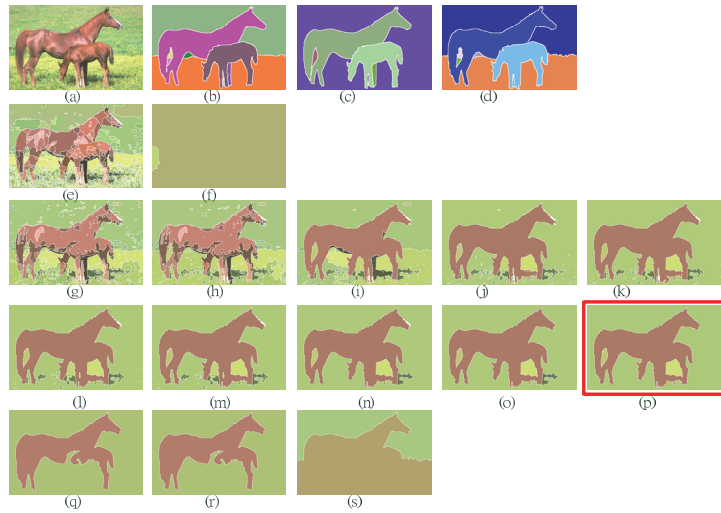 (a) (b) (c) (d)
(e) (f)
(g) (h) (i) (j) (k)
(l) (m) (n) (o) (p)
(q) (r) (s)